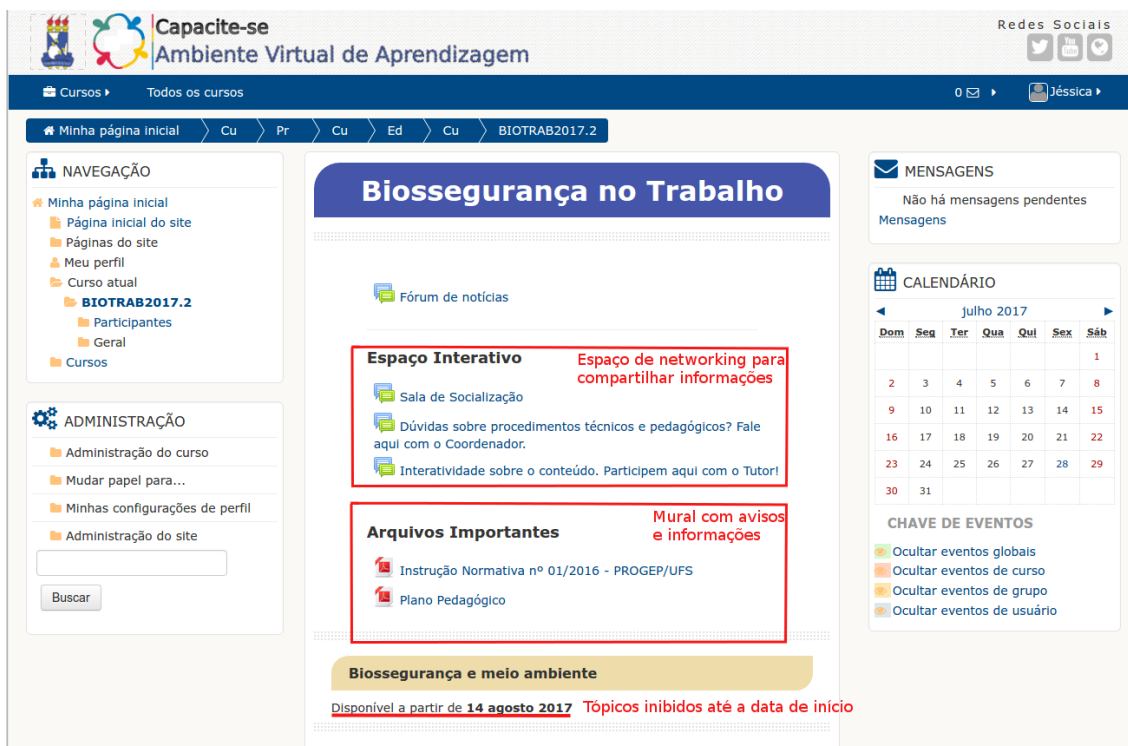 Capacite-se
Ambiente Virtual de Aprendizagem
Redes Sociais
Cursos
Todos os cursos
0
Jéssica
Minha página inicial
Cu
Pr
Cu
Ed
Cu
BIOTRAB2017.2
NAVEGAÇÃO
Minha página inicial
Página inicial do site
Páginas do site
Meu perfil
Curso atual
BIOTRAB2017.2
Participantes
Geral
Cursos
ADMINISTRAÇÃO
Administração do curso
Mudar papel para...
Minhas configurações de perfil
Administração do site
Buscar
Biossegurança no Trabalho
Fórum de notícias
Espaço Interativo
Espaço de networking para
compartilhar informações
Sala de Socialização
Dúvidas sobre procedimentos técnicos e pedagógicos? Fale
aqui com o Coordenador.
Interatividade sobre o conteúdo. Participem aqui com o Tutor!
Arquivos Importantes
Mural com avisos
e informações
Instrução Normativa nº 01/2016 - PROGEP/UFS
Plano Pedagógico
Biossegurança e meio ambiente
Disponível a partir de 14 agosto 2017
Tópicos inibidos até a data de início
MENSAGENS
Não há mensagens pendentes
Mensagens
CALENDÁRIO
julho 2017
Dom Seg Ter Qua Qui Sex Sáb
1
2 3 4 5 6 7 8
9 10 11 12 13 14 15
16 17 18 19 20 21 22
23 24 25 26 27 28 29
30 31
CHAVE DE EVENTOS
Ocultar eventos globais
Ocultar eventos de curso
Ocultar eventos de grupo
Ocultar eventos de usuário